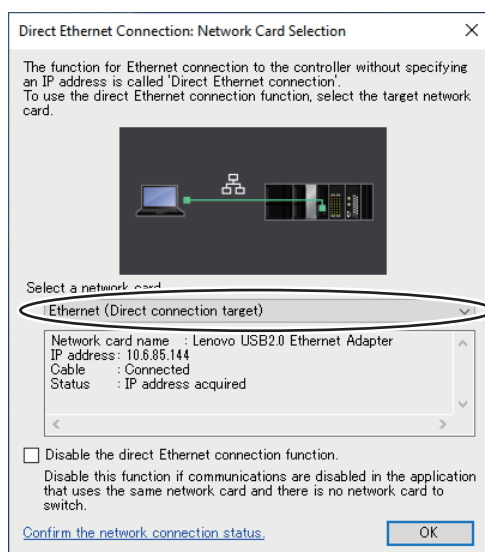 Direct Ethernet Connection: Network Card Selection
The function for Ethernet connection to the controller without specifying
an IP address is called 'Direct Ethernet connection'.
To use the direct Ethernet connection function, select the target network
card.
Select a network card
Ethernet (Direct connection target)
Network card name : Lenovo USB2.0 Ethernet Adapter
IP address : 10.6.85.144
Cable : Connected
Status : IP address acquired
Disable the direct Ethernet connection function.
Disable this function if communications are disabled in the application
that uses the same network card and there is no network card to
switch.
Confirm the network connection status.
OK